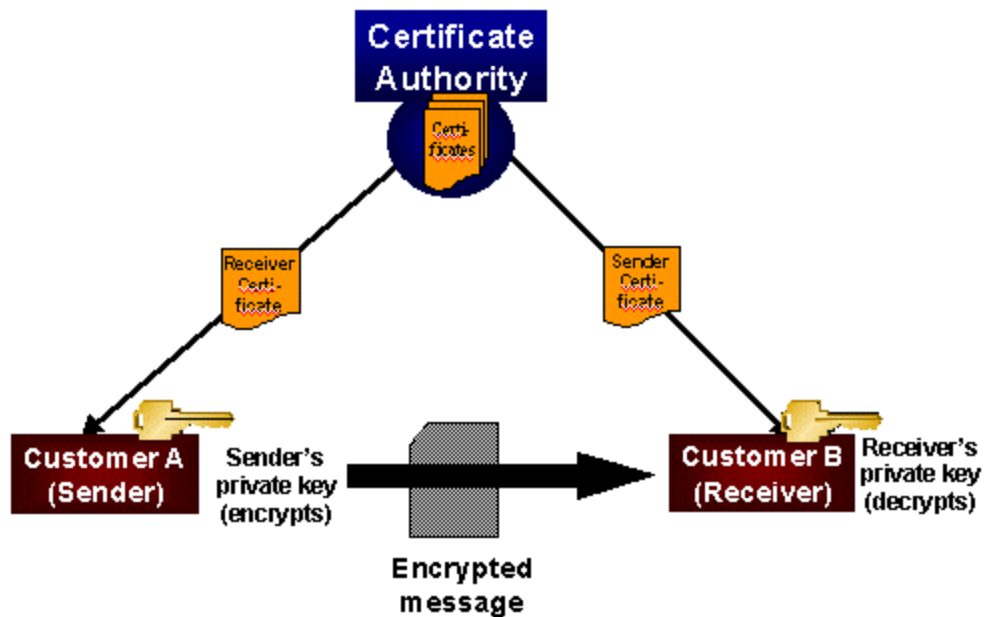 Certificate
Authority
Certi-
ficates
Receiver
Certi-
ficate
Sender
Certi-
ficate
Customer A
(Sender)
Sender's
private key
(encrypts)
Customer B
(Receiver)
Receiver's
private key
(decrypts)
Encrypted
message